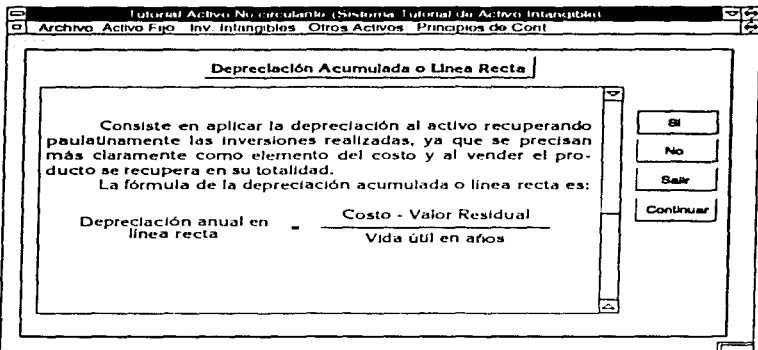 Tutorial Activo No circulante (Sistema Tutorial de Activo Intangible)
Archivo Activo Fijo Inv. Intingibles Otros Activos Principios de Cont
Depreclación Acumulada o Linea Recta
Consiste en aplicar la depreciación al activo recuperando
paulatinamente las inversiones realizadas, ya que se precisan
más claramente como elemento del costo y al vender el pro-
ducto se recupera en su totalidad.
La fórmula de la depreciación acumulada o línea recta es:
Depreciación anual en
línea recta
=
Costo - Valor Residual
Vida útil en años
Si
No
Salir
Continuar